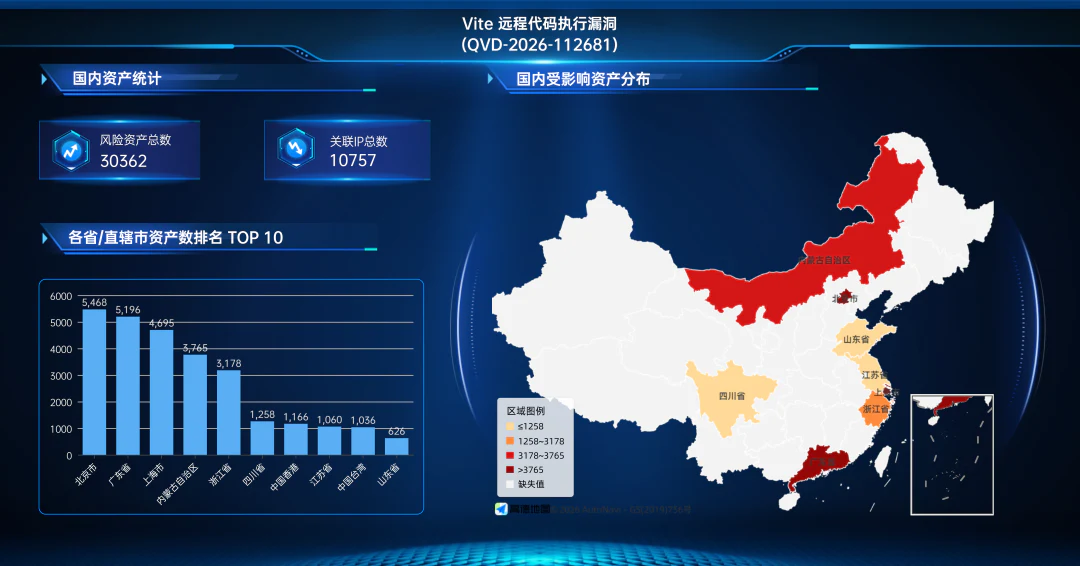 Vite 远程代码执行漏洞
(QVD-2026-112681)
国内资产统计
国内受影响资产分布
风险资产总数
30362
关联IP总数
10757
各省/直辖市资产数排名 TOP 10
6000
5000
4000
3000
2000
1000
0
5,468
5,196
4,695
3,765
3,178
1,258
1,166
1,060
1,036
626
北京市
广东省
上海市
内蒙古自治区
浙江省
四川省
中国香港
江苏省
中国台湾
山东省
内蒙古自治区
北京市
山东省
江苏省
上海市
浙江省
四川省
区域图例
≤1258
1258~3178
3178~3765
>3765
缺失值
高德地图